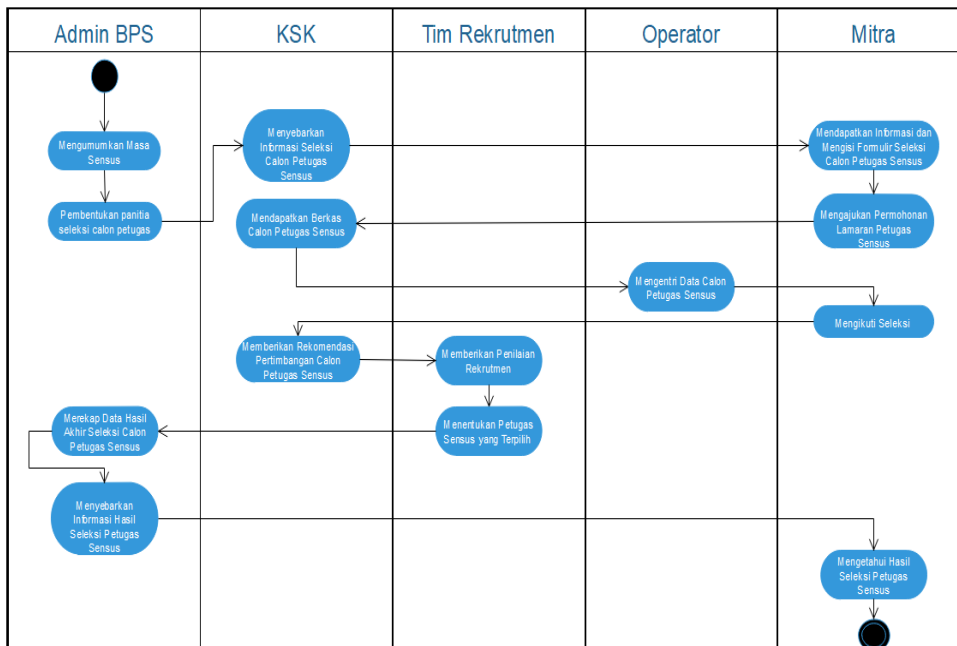 Admin BPS
KSK
Tim Rekrutmen
Operator
Mitra
Mengumumkan Masa
Sensus
Pembentukan panitia
seleksi calon petugas
Menyebarkan
Informasi Seleksi
Calon Petugas
Sensus
Mendapatkan Informasi dan
Mengisi Formulir Seleksi
Calon Petugas Sensus
Mengajukan Permohonan
Lamaran Petugas
Sensus
Mendapatkan Berkas
Calon Petugas Sensus
Mengentri Data Calon
Petugas Sensus
Mengikuti Seleksi
Memberikan Rekomendasi
Pertimbangan Calon
Petugas Sensus
Memberikan Penilaian
Rekrutmen
Menentukan Petugas
Sensus yang Terpilih
Merekap Data Hasil
Akhir Seleksi Calon
Petugas Sensus
Menyebarkan
Informasi Hasil
Seleksi Petugas
Sensus
Mengetahui Hasil
Seleksi Petugas
Sensus